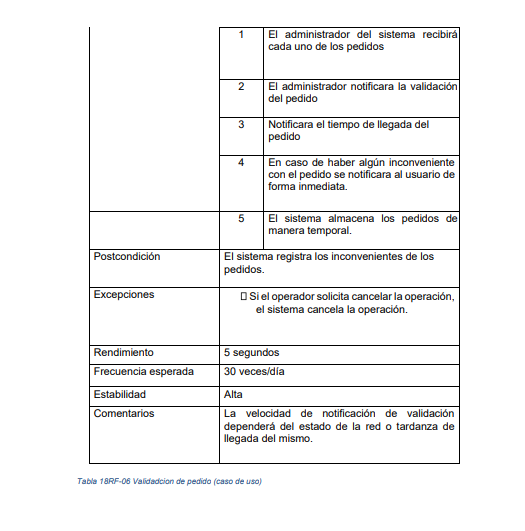 1 El administrador del sistema recibirá
cada uno de los pedidos
2 El administrador notificara la validación
del pedido
3 Notificara el tiempo de llegada del
pedido
4 En caso de haber algún inconveniente
con el pedido se notificara al usuario de
forma inmediata.
5 El sistema almacena los pedidos de
manera temporal.
Postcondición El sistema registra los inconvenientes de los
pedidos.
Excepciones Si el operador solicita cancelar la operación,
el sistema cancela la operación.
Rendimiento 5 segundos
Frecuencia esperada 30 veces/día
Estabilidad Alta
Comentarios La velocidad de notificación de validación
dependerá del estado de la red o tardanza de
llegada del mismo.
Tabla 18RF-06 Validadcion de pedido (caso de uso)